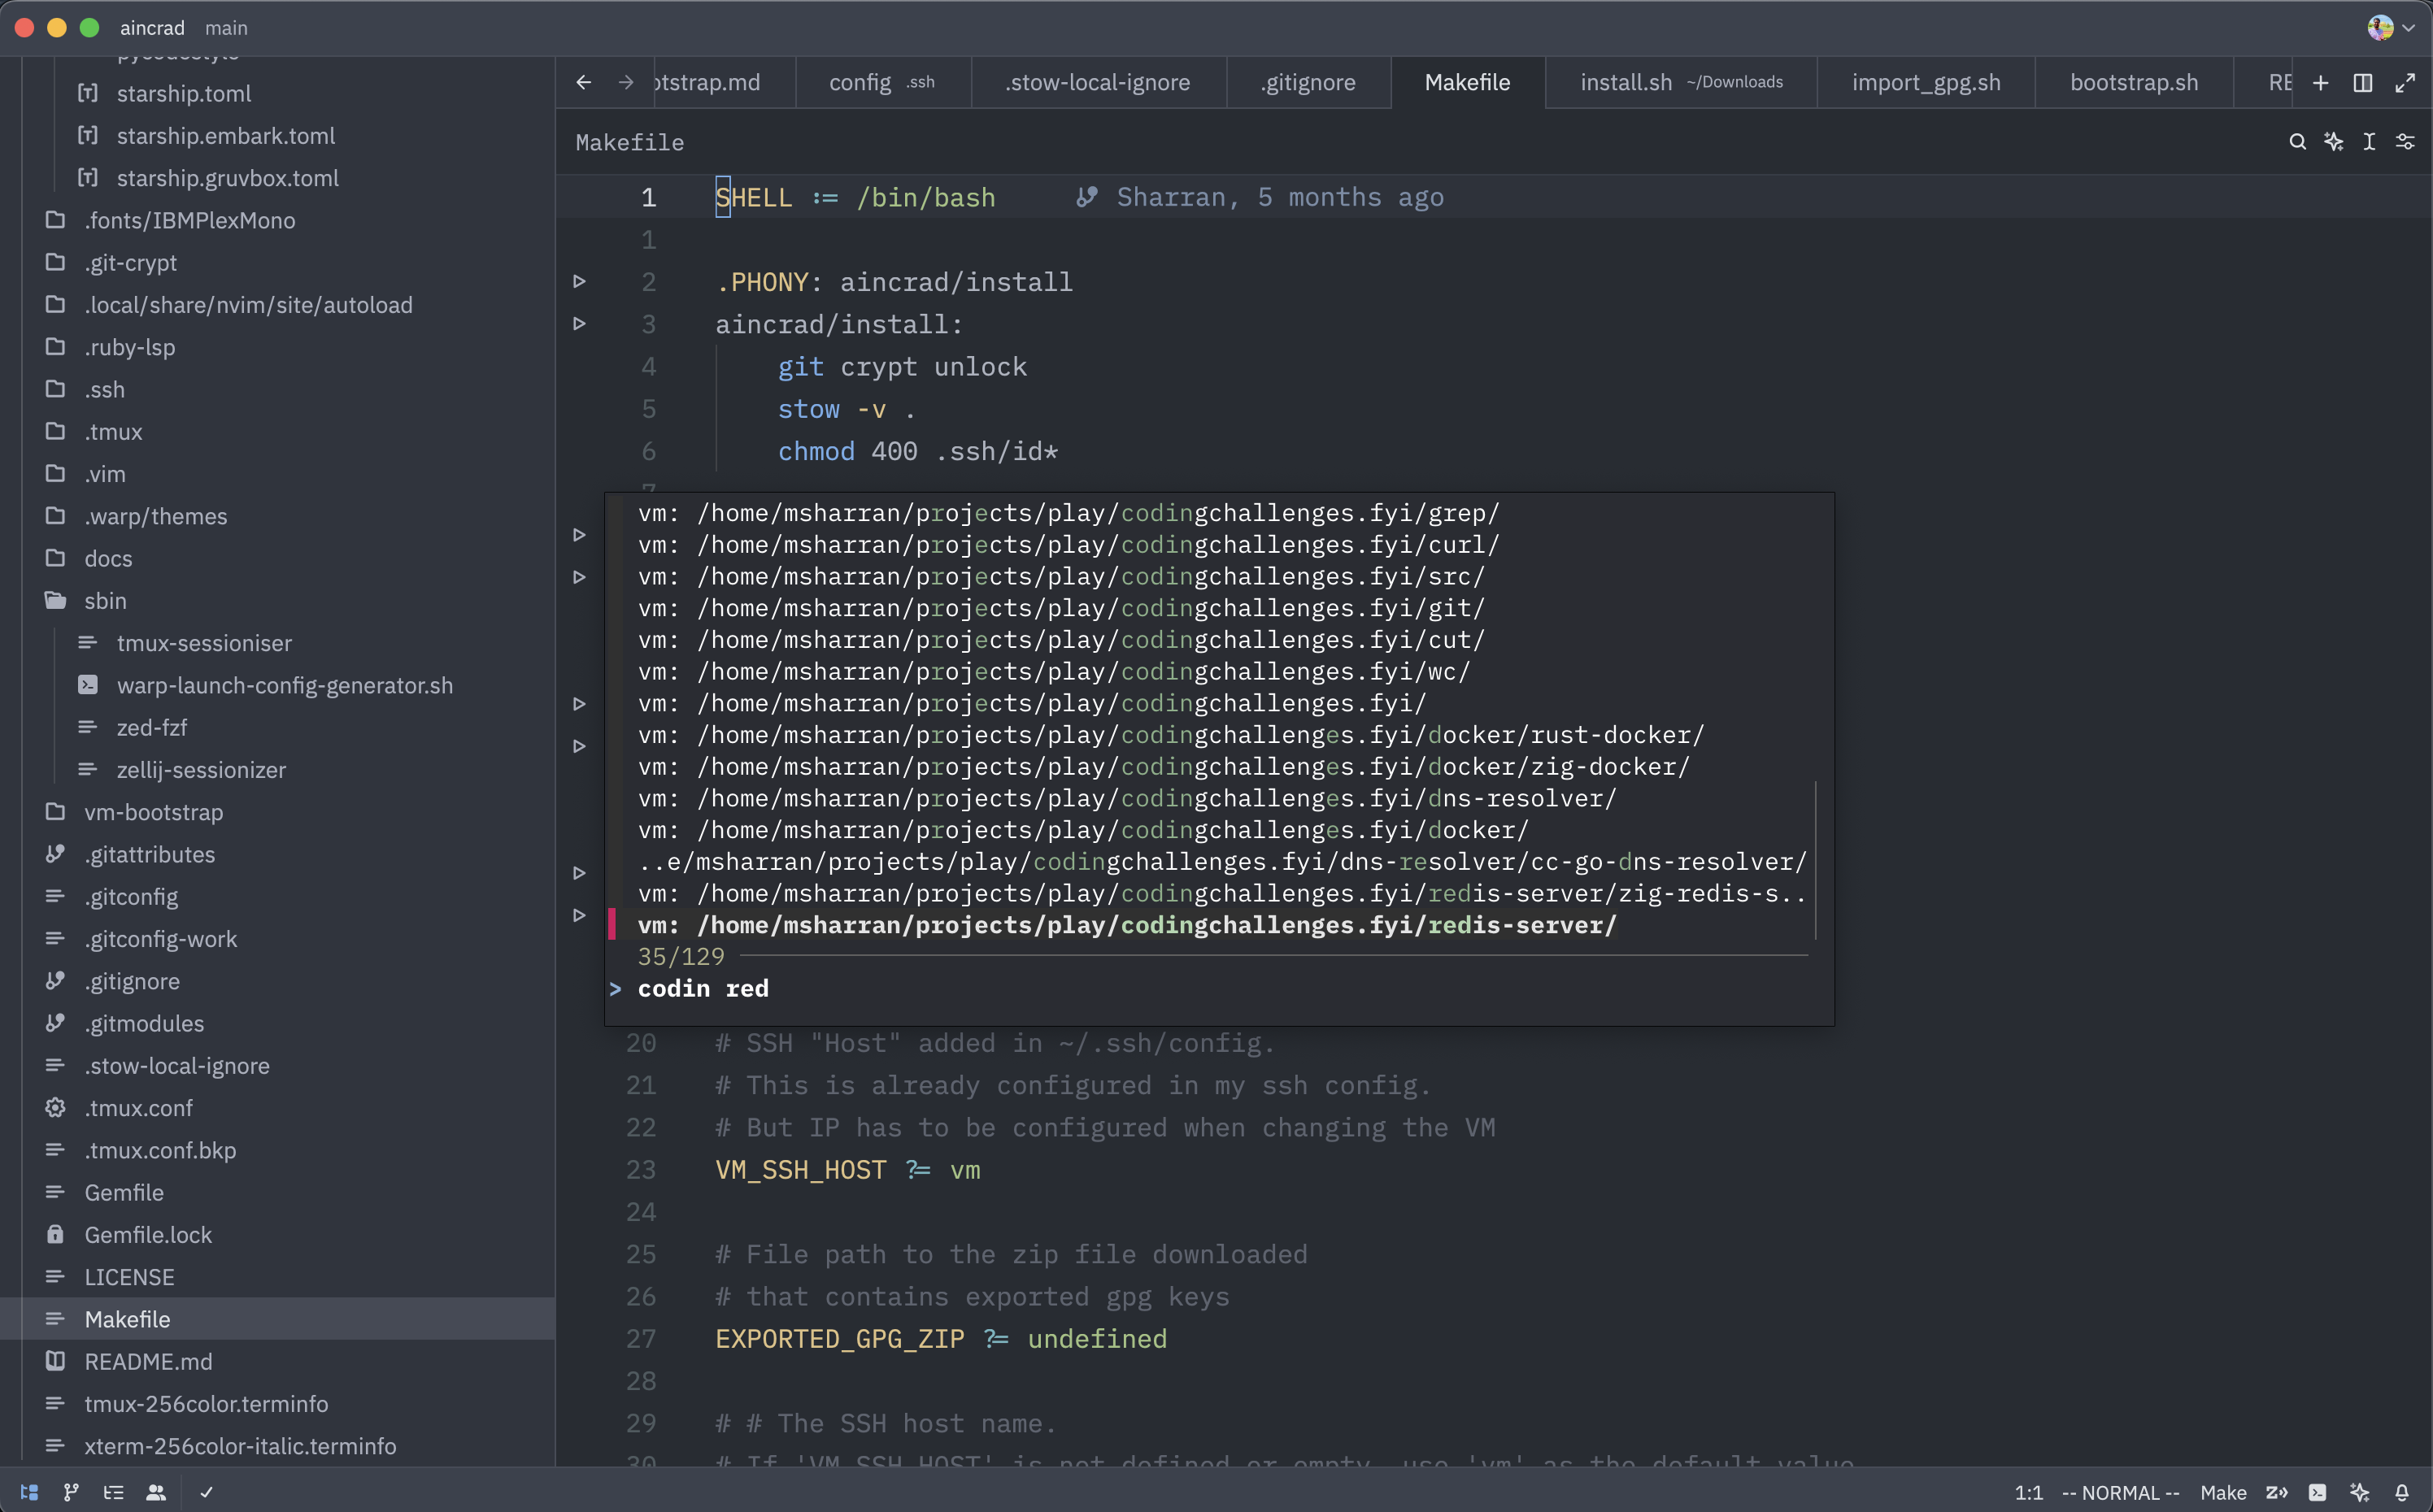 aincrad main
starship.toml
starship.embark.toml
starship.gruvbox.toml
.fonts/IBMPlexMono
.git-crypt
.local/share/nvim/site/autoload
.ruby-lsp
.ssh
.tmux
.vim
.warp/themes
docs
sbin
tmux-sessioniser
warp-launch-config-generator.sh
zed-fzf
zellij-sessionizer
vm-bootstrap
.gitattributes
.gitconfig
.gitconfig-work
.gitignore
.gitmodules
.stow-local-ignore
.tmux.conf
.tmux.conf.bkp
Gemfile
Gemfile.lock
LICENSE
Makefile
README.md
tmux-256color.terminfo
xterm-256color-italic.terminfo
otstrap.md config .ssh .stow-local-ignore .gitignore Makefile install.sh ~/Downloads import_gpg.sh bootstrap.sh RE
Makefile
1 SHELL := /bin/bash Sharran, 5 months ago
1
2 .PHONY: aincrad/install
3 aincrad/install:
4 git crypt unlock
5 stow -v .
6 chmod 400 .ssh/id*
vm: /home/msharran/projects/play/codingchallenges.fyi/grep/
vm: /home/msharran/projects/play/codingchallenges.fyi/curl/
vm: /home/msharran/projects/play/codingchallenges.fyi/src/
vm: /home/msharran/projects/play/codingchallenges.fyi/git/
vm: /home/msharran/projects/play/codingchallenges.fyi/cut/
vm: /home/msharran/projects/play/codingchallenges.fyi/wc/
vm: /home/msharran/projects/play/codingchallenges.fyi/
vm: /home/msharran/projects/play/codingchallenges.fyi/docker/rust-docker/
vm: /home/msharran/projects/play/codingchallenges.fyi/docker/zig-docker/
vm: /home/msharran/projects/play/codingchallenges.fyi/dns-resolver/
vm: /home/msharran/projects/play/codingchallenges.fyi/docker/
..e/msharran/projects/play/codingchallenges.fyi/dns-resolver/cc-go-dns-resolver/
vm: /home/msharran/projects/play/codingchallenges.fyi/redis-server/zig-redis-s..
vm: /home/msharran/projects/play/codingchallenges.fyi/redis-server/
35/129
> codin red
20 # SSH "Host" added in ~/.ssh/config.
21 # This is already configured in my ssh config.
22 # But IP has to be configured when changing the VM
23 VM_SSH_HOST ?= vm
24
25 # File path to the zip file downloaded
26 # that contains exported gpg keys
27 EXPORTED_GPG_ZIP ?= undefined
28
29 # # The SSH host name.
30 # If 'VM_SSH_HOST' is not defined or empty, use 'vm' as the default value
1:1 -- NORMAL -- Make